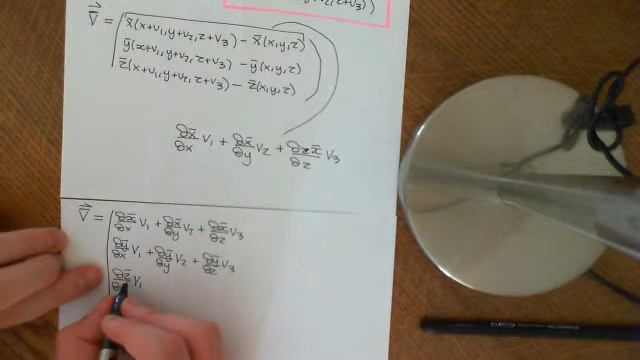 x̄(x+v₁, y+v₂, z+v₃) − x̄(x,y,z)
V̄⃗ = ȳ(x+v₁, y+v₂, z+v₃) − ȳ(x,y,z)
z̄(x+v₁, y+v₂, z+v₃) − z̄(x,y,z)
∂x̄/∂x v₁ + ∂x̄/∂y v₂ + ∂x̄/∂z v₃
V̄⃗ = ∂x̄/∂x v₁ + ∂x̄/∂y v₂ + ∂x̄/∂z v₃
∂ȳ/∂x v₁ + ∂ȳ/∂y v₂ + ∂ȳ/∂z v₃
∂z̄/∂ v₁